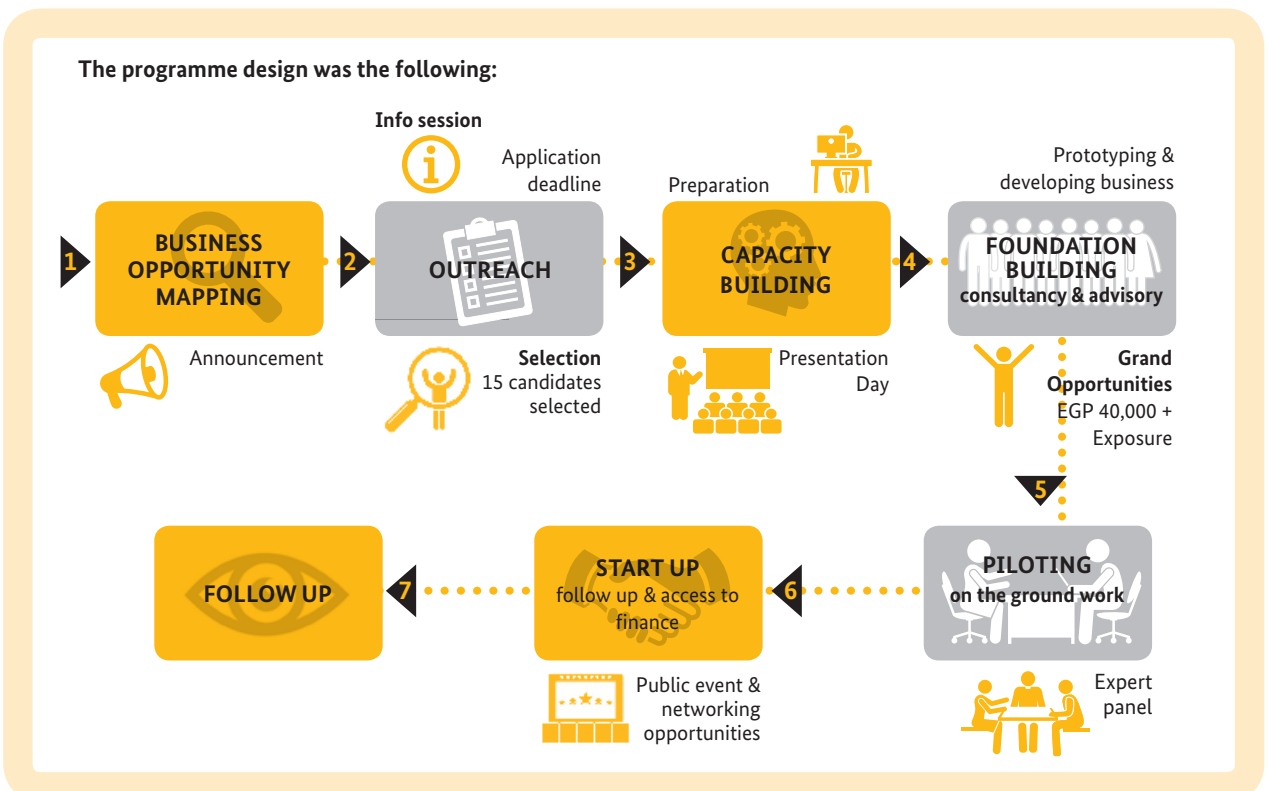 The programme design was the following:
Info session
Application
deadline
Preparation
Prototyping &
developing business
1
BUSINESS
OPPORTUNITY
MAPPING
2
OUTREACH
3
CAPACITY
BUILDING
4
FOUNDATION
BUILDING
consultancy & advisory
Announcement
Selection
15 candidates
selected
Presentation
Day
Grand
Opportunities
EGP 40,000 +
Exposure
5
PILOTING
on the ground work
6
START UP
follow up & access to
finance
7
FOLLOW UP
Expert
panel
Public event &
networking
opportunities